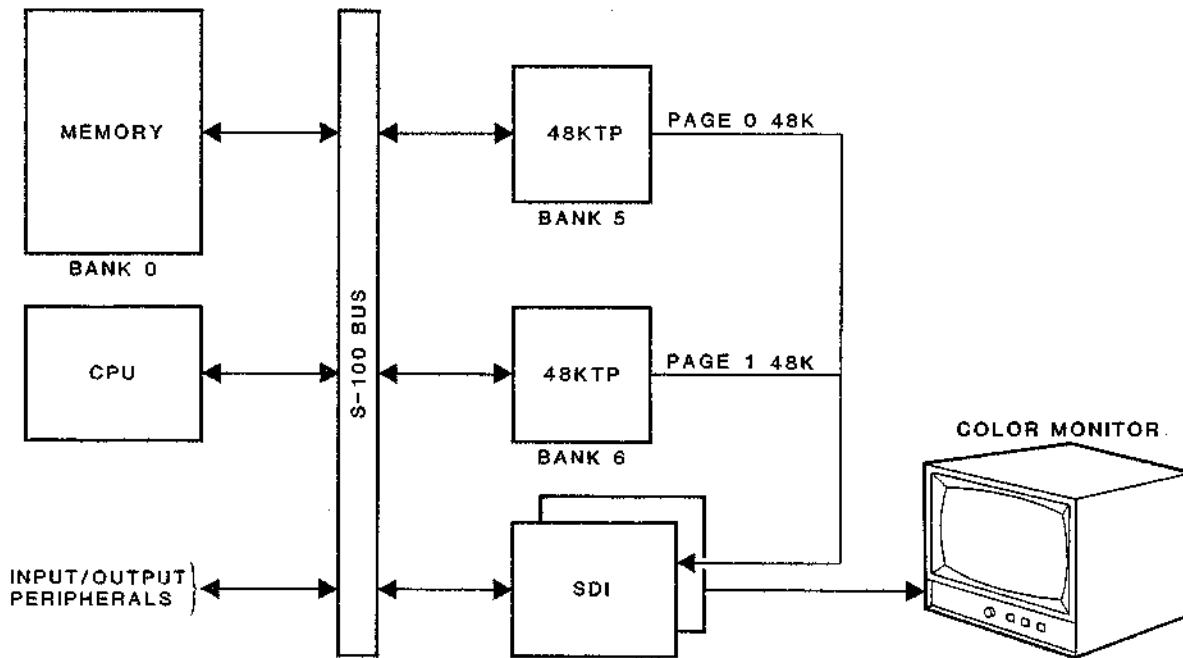 MEMORY
BANK 0
CPU
INPUT/OUTPUT
PERIPHERALS
S-100 BUS
48KTP
BANK 5
PAGE 0 48K
48KTP
BANK 6
PAGE 1 48K
SDI
COLOR MONITOR